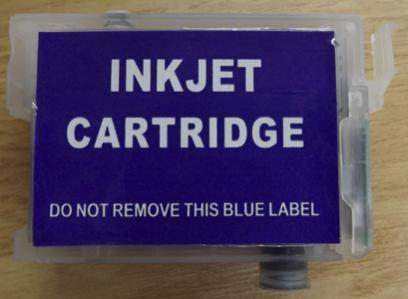 INKJET
CARTRIDGE
DO NOT REMOVE THIS BLUE LABEL